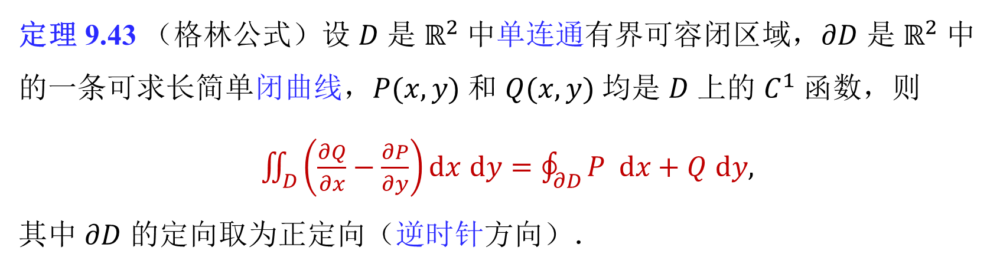 定理 9.43（格林公式）设 D 是 ℝ² 中单连通有界可容闭区域，∂D 是 ℝ² 中
的一条可求长简单闭曲线，P(x, y) 和 Q(x, y) 均是 D 上的 C¹ 函数，则
∬_D (∂Q/∂x − ∂P/∂y) dx dy = ∮_∂D P dx + Q dy,
其中 ∂D 的定向取为正定向（逆时针方向）.